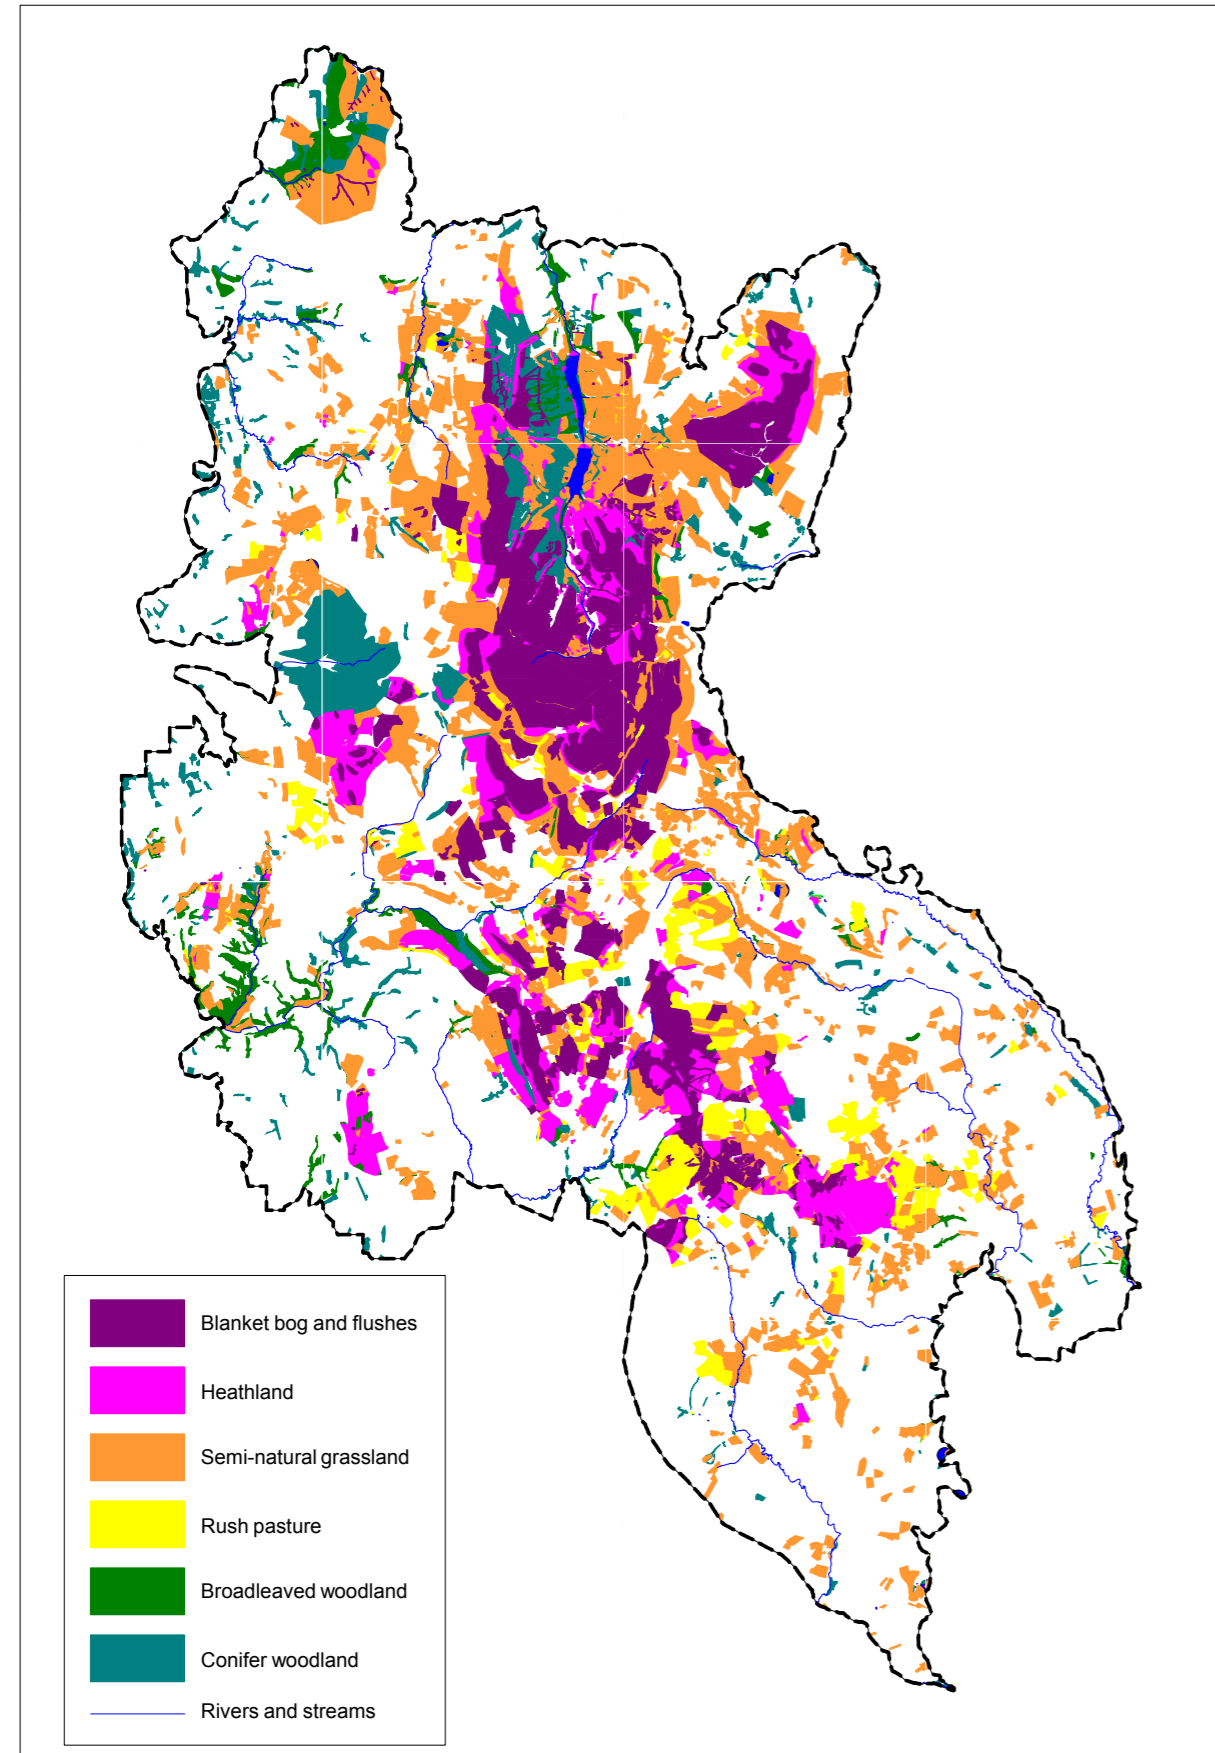 Blanket bog and flushes
Heathland
Semi-natural grassland
Rush pasture
Broadleaved woodland
Conifer woodland
Rivers and streams